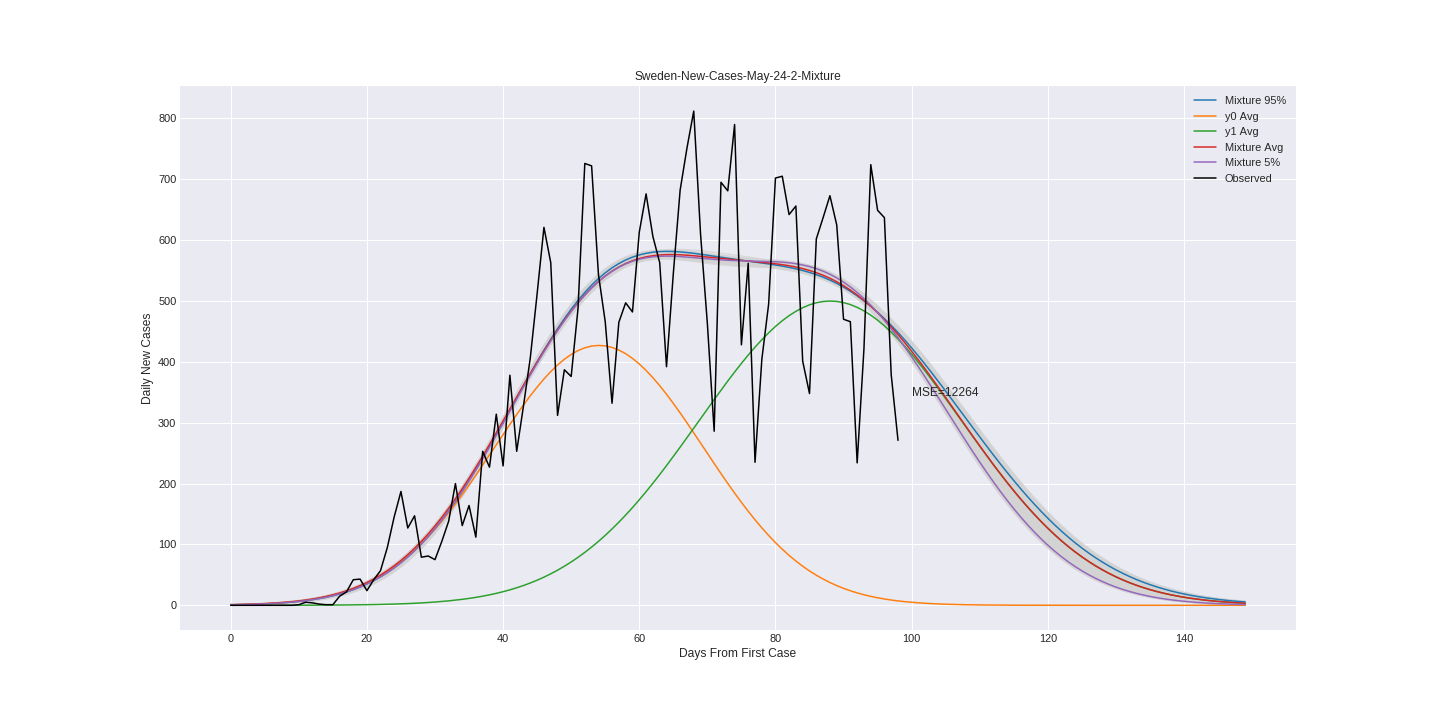 Sweden-New-Cases-May-24-2-Mixture
Mixture 95%
y0 Avg
y1 Avg
Mixture Avg
Mixture 5%
Observed
800
700
600
500
400
300
200
100
0
Daily New Cases
MSE=12264
0 20 40 60 80 100 120 140
Days From First Case